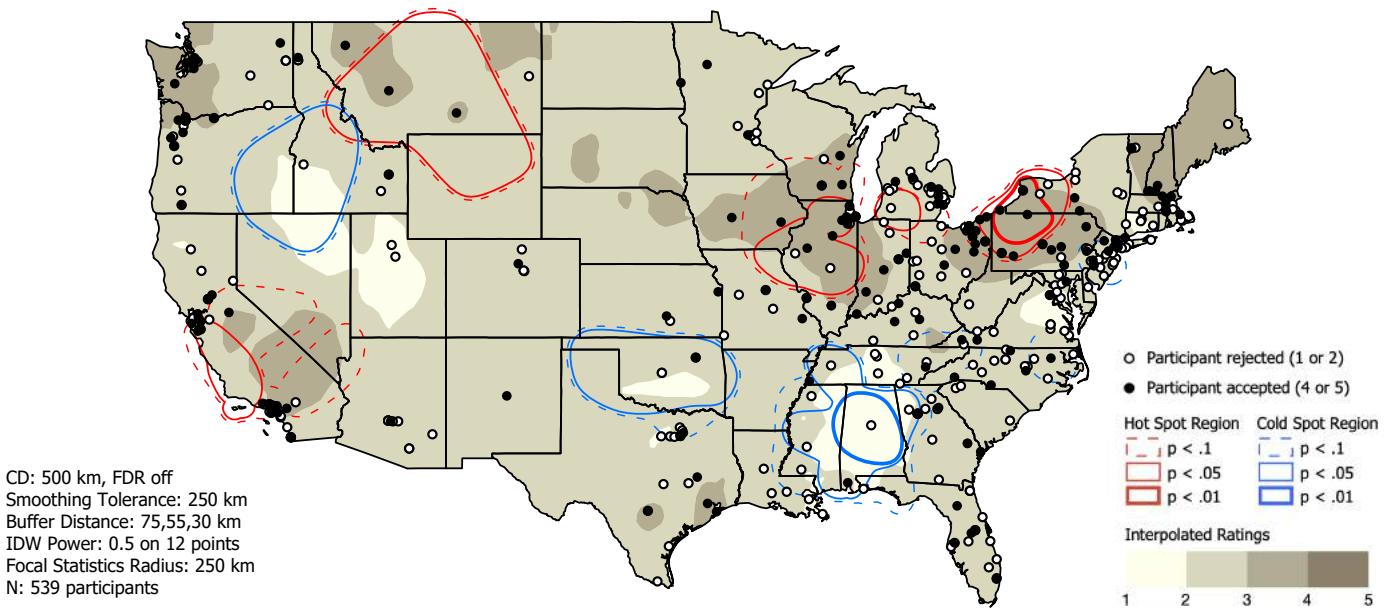 CD: 500 km, FDR off
Smoothing Tolerance: 250 km
Buffer Distance: 75,55,30 km
IDW Power: 0.5 on 12 points
Focal Statistics Radius: 250 km
N: 539 participants
Participant rejected (1 or 2)
Participant accepted (4 or 5)
Hot Spot Region Cold Spot Region
p < .1 p < .1
p < .05 p < .05
p < .01 p < .01
Interpolated Ratings
1 2 3 4 5